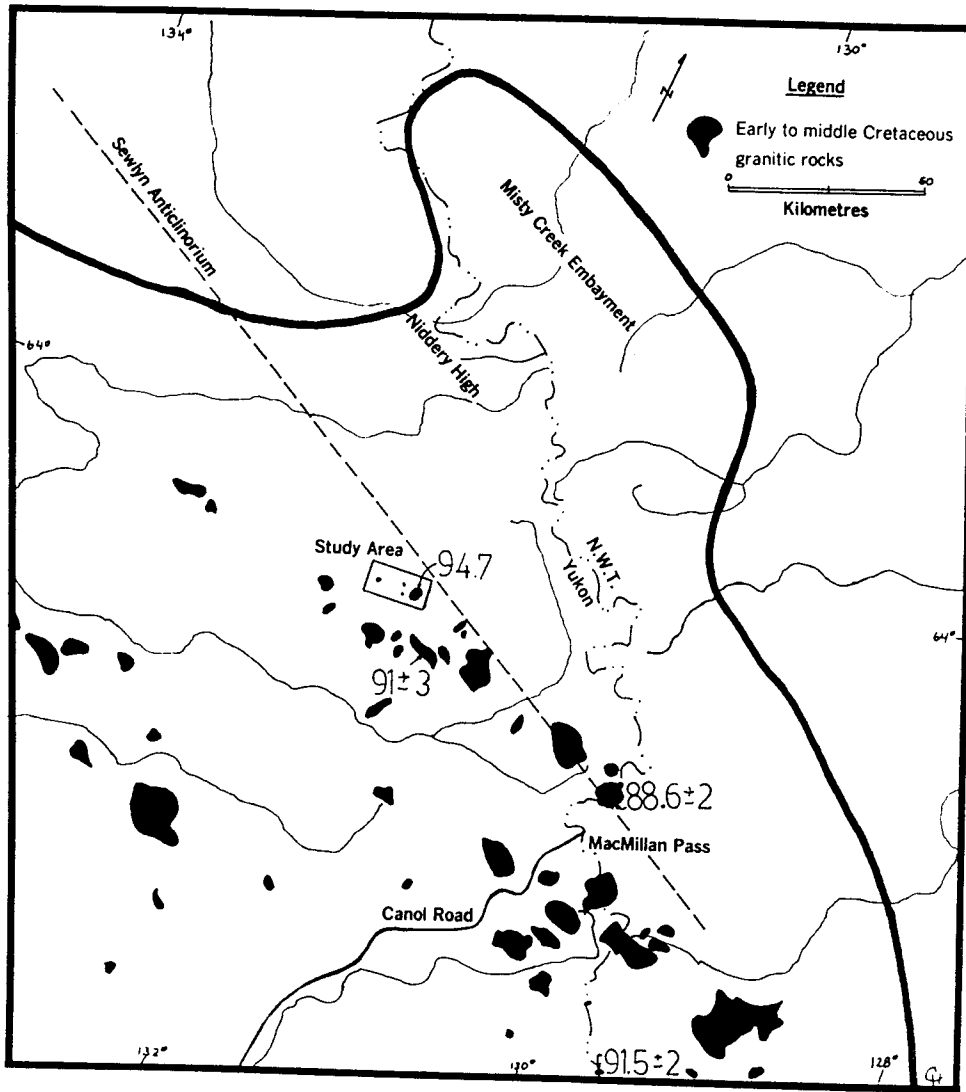 134°
130°
N
Legend
Early to middle Cretaceous
granitic rocks
0 60
Kilometres
Sewlyn Anticlinorium
Misty Creek Embayment
Niddery High
64°
Study Area
94.7
N.W.T.
Yukon
64°
91±3
88.6±2
MacMillan Pass
Canol Road
132°
130°
91.5±2
128°